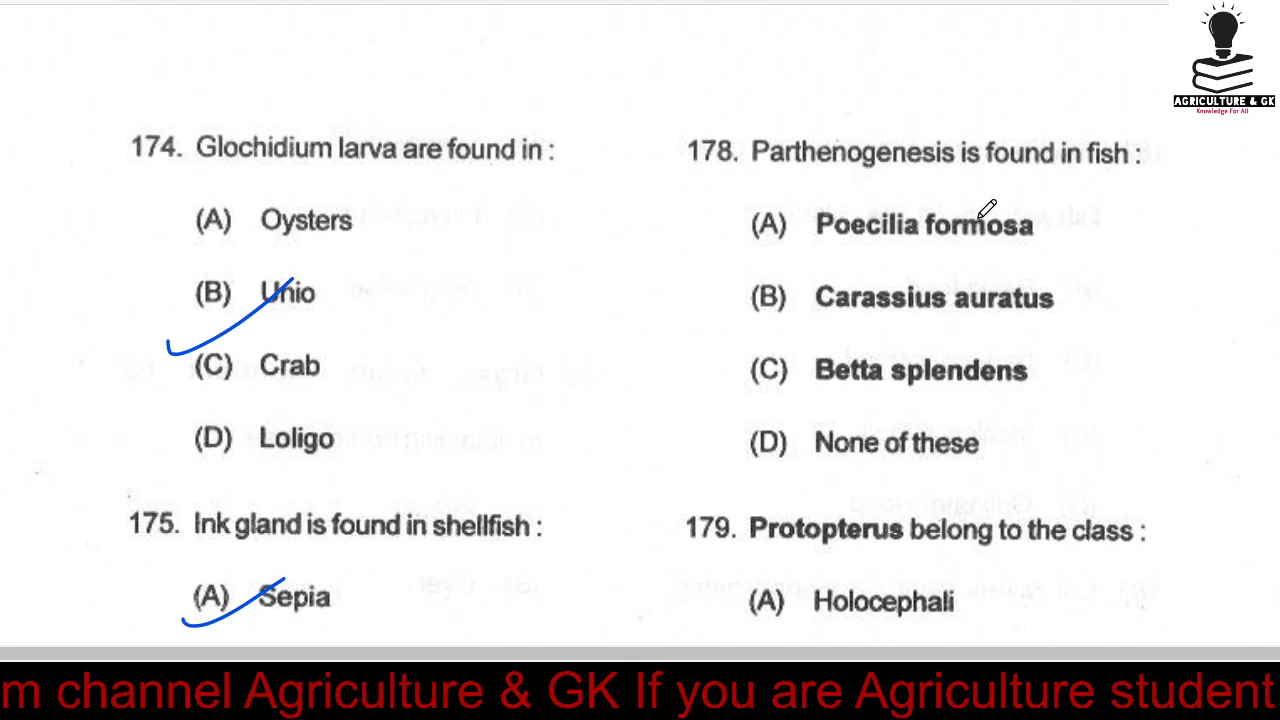 AGRICULTURE & GK
Knowledge For All
174. Glochidium larva are found in :
(A) Oysters
(B) Unio
(C) Crab
(D) Loligo
175. Ink gland is found in shellfish :
(A) Sepia
178. Parthenogenesis is found in fish :
(A) Poecilia formosa
(B) Carassius auratus
(C) Betta splendens
(D) None of these
179. Protopterus belong to the class :
(A) Holocephali
m channel Agriculture & GK If you are Agriculture student